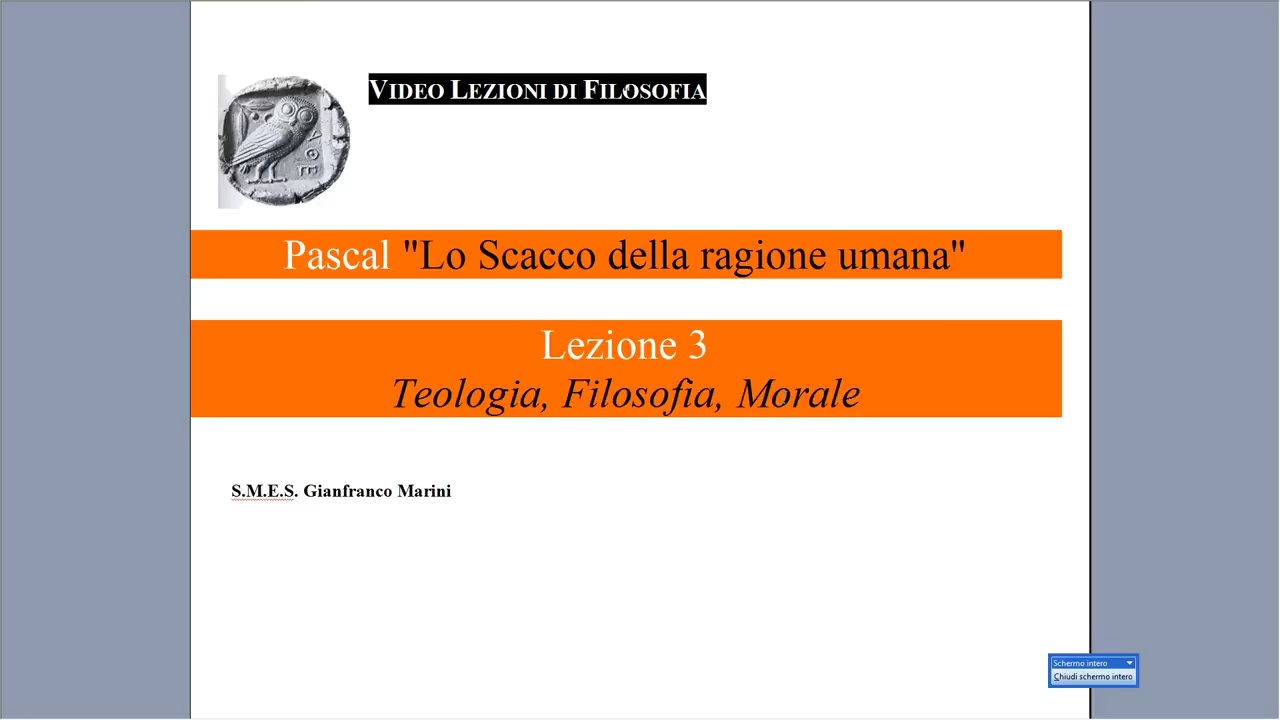 VIDEO LEZIONI DI FILOSOFIA
ΑΘΕ
Pascal "Lo Scacco della ragione umana"
Lezione 3
Teologia, Filosofia, Morale
S.M.E.S. Gianfranco Marini
Schermo intero
Chiudi schermo intero